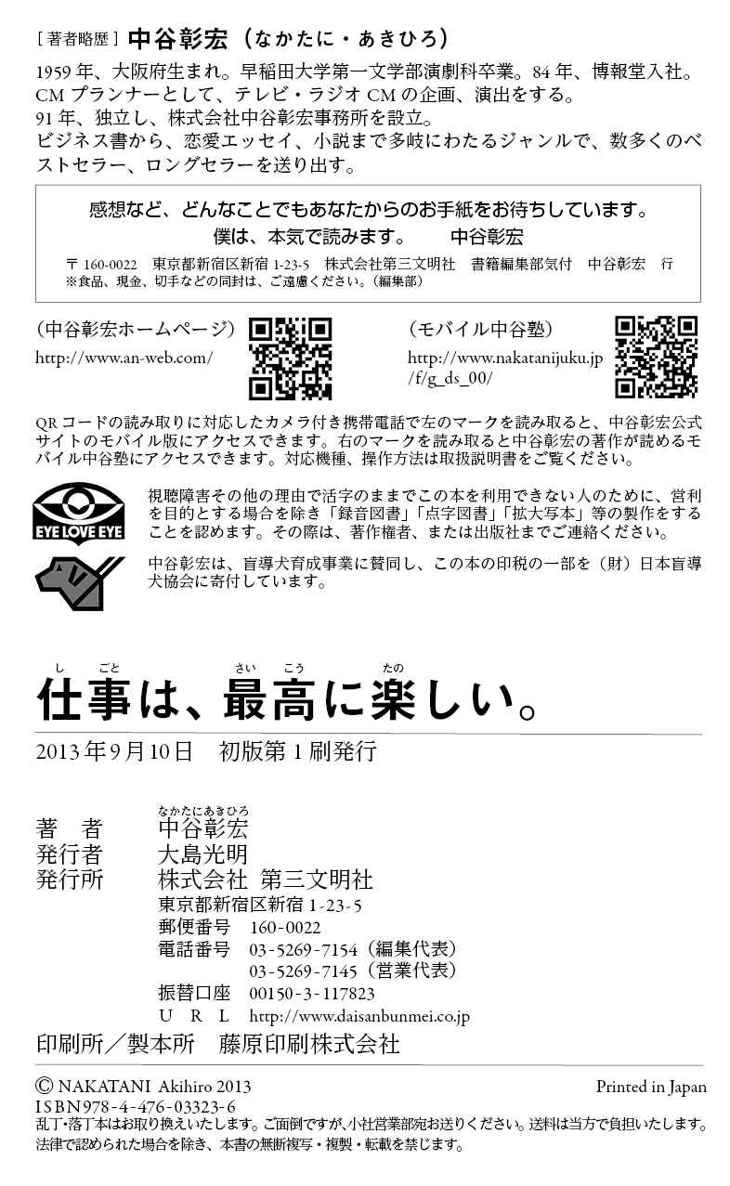 ［著者略歴］中谷彰宏（なかたに・あきひろ）
1959年、大阪府生まれ。早稲田大学第一文学部演劇科卒業。84年、博報堂入社。
CMプランナーとして、テレビ・ラジオCMの企画、演出をする。
91年、独立し、株式会社中谷彰宏事務所を設立。
ビジネス書から、恋愛エッセイ、小説まで多岐にわたるジャンルで、数多くのベ
ストセラー、ロングセラーを送り出す。
感想など、どんなことでもあなたからのお手紙をお待ちしています。
僕は、本気で読みます。　中谷彰宏
〒160-0022　東京都新宿区新宿1-23-5　株式会社第三文明社　書籍編集部気付　中谷彰宏　行
※食品、現金、切手などの同封は、ご遠慮ください。（編集部）
（中谷彰宏ホームページ）
http://www.an-web.com/
（モバイル中谷塾）
http://www.nakatanijuku.jp
/f/g_ds_00/
QRコードの読み取りに対応したカメラ付き携帯電話で左のマークを読み取ると、中谷彰宏公式
サイトのモバイル版にアクセスできます。右のマークを読み取ると中谷彰宏の著作が読めるモ
バイル中谷塾にアクセスできます。対応機種、操作方法は取扱説明書をご覧ください。
EYE LOVE EYE
視聴障害その他の理由で活字のままでこの本を利用できない人のために、営利
を目的とする場合を除き「録音図書」「点字図書」「拡大写本」等の製作をする
ことを認めます。その際は、著作権者、または出版社までご連絡ください。
中谷彰宏は、盲導犬育成事業に賛同し、この本の印税の一部を（財）日本盲導
犬協会に寄付しています。
し　ごと　さい　こう　たの
仕事は、最高に楽しい。
2013年9月10日　初版第1刷発行
なかたにあきひろ
著　者　中谷彰宏
発行者　大島光明
発行所　株式会社 第三文明社
東京都新宿区新宿1-23-5
郵便番号　160-0022
電話番号　03-5269-7154（編集代表）
03-5269-7145（営業代表）
振替口座　00150-3-117823
U R L　http://www.daisanbunmei.co.jp
印刷所／製本所　藤原印刷株式会社
© NAKATANI Akihiro 2013　Printed in Japan
ISBN978-4-476-03323-6
乱丁・落丁本はお取り換えいたします。ご面倒ですが、小社営業部宛お送りください。送料は当方で負担いたします。
法律で認められた場合を除き、本書の無断複写・複製・転載を禁じます。